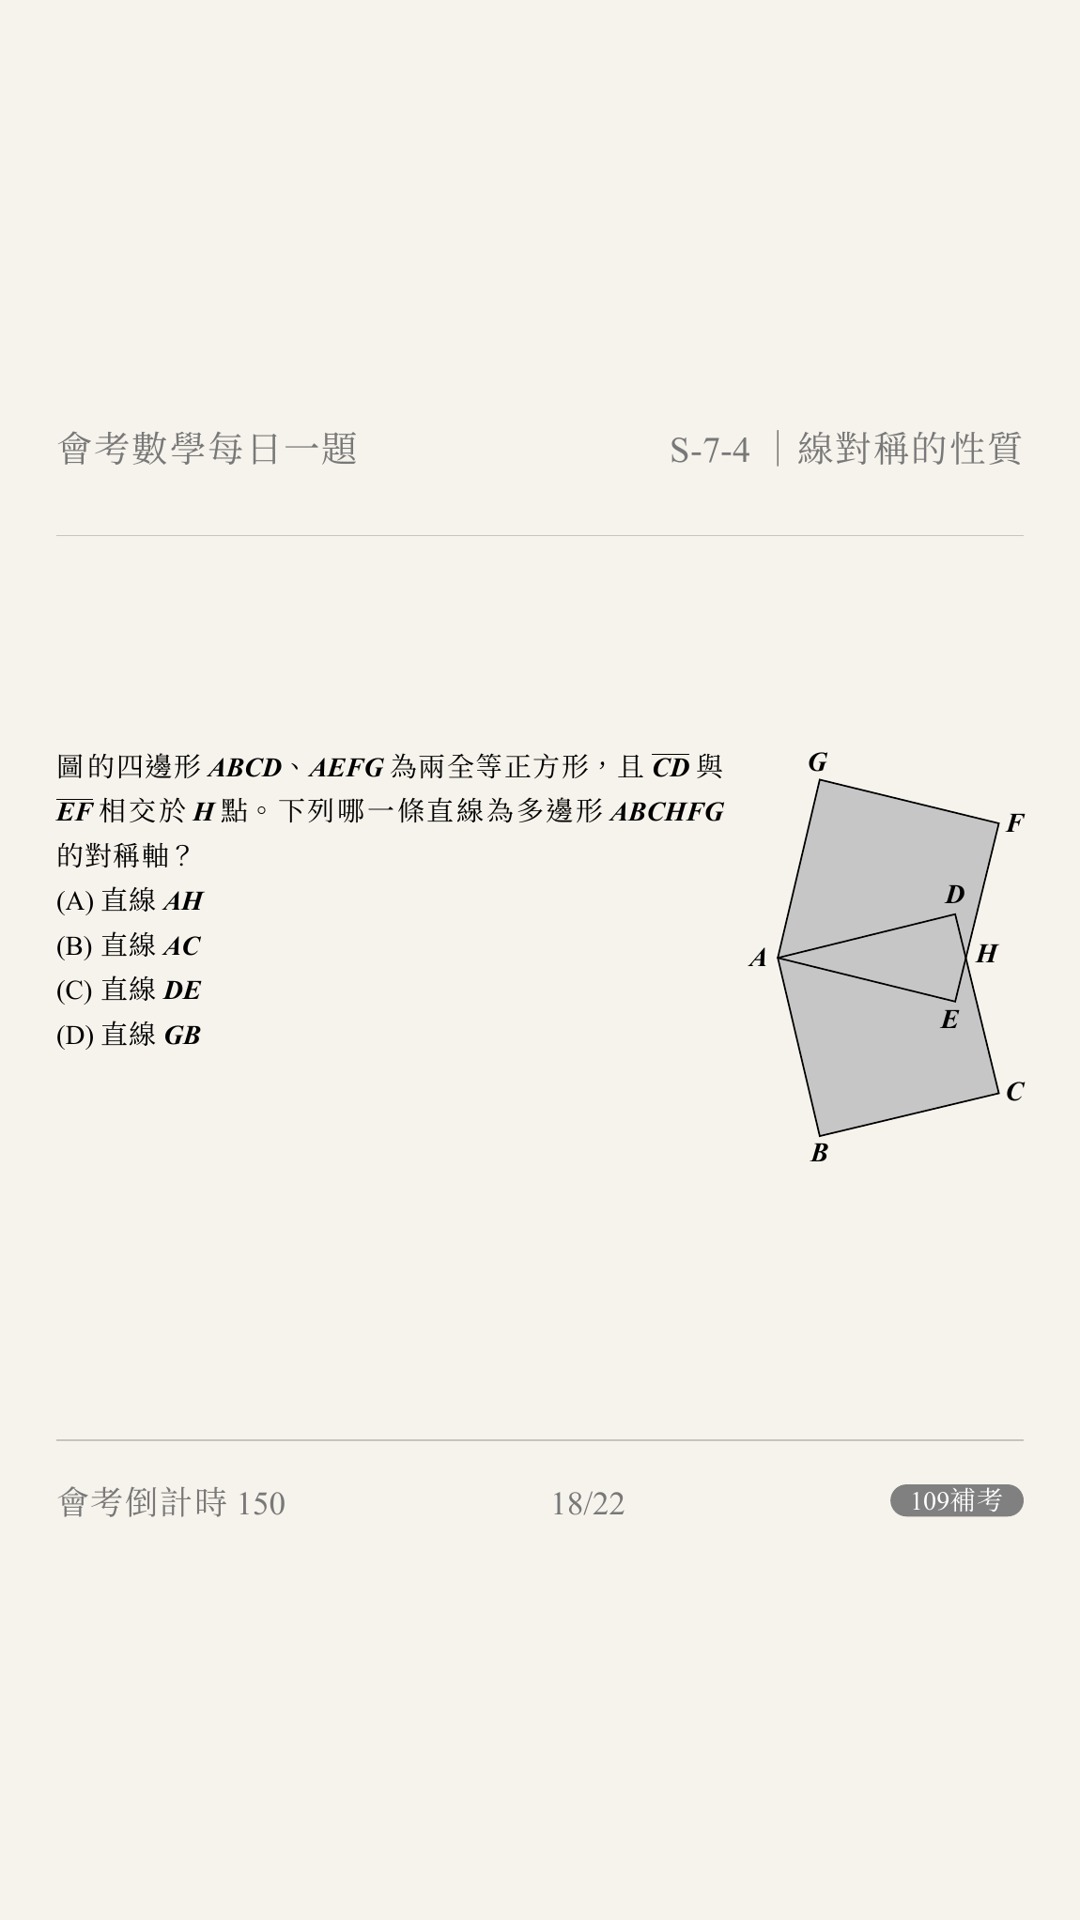 會考數學每日一題
S-7-4｜線對稱的性質
圖的四邊形 ABCD、AEFG 為兩全等正方形，且 CD 與
EF 相交於 H 點。下列哪一條直線為多邊形 ABCHFG
的對稱軸？
(A) 直線 AH
(B) 直線 AC
(C) 直線 DE
(D) 直線 GB
G
F
D
A
H
E
C
B
會考倒計時 150
18/22
109補考